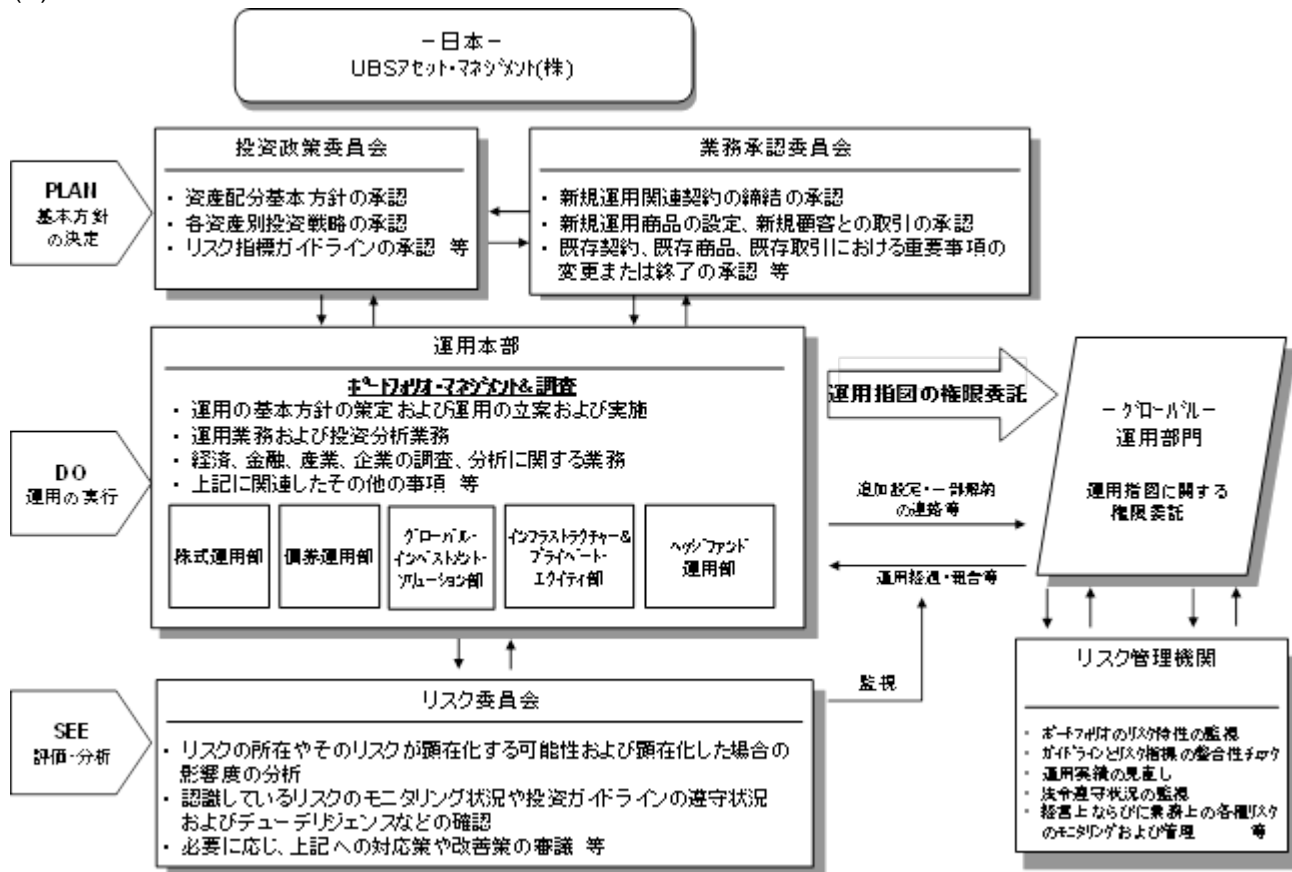 －日本－
UBSｱｾｯﾄ･ﾏﾈｼﾞﾒﾝﾄ(株)
PLAN
基本方針
の決定
投資政策委員会
・ 資産配分基本方針の承認
・ 各資産別投資戦略の承認
・ リスク指標ガイドラインの承認 等
業務承認委員会
・ 新規運用関連契約の締結の承認
・ 新規運用商品の設定、新規顧客との取引の承認
・ 既存契約、既存商品、既存取引における重要事項の
変更または終了の承認 等
DO
運用の実行
運用本部
ﾎﾟｰﾄﾌｫﾘｵ･ﾏﾈｼﾞﾒﾝﾄ&調査
・ 運用の基本方針の策定および運用の立案および実施
・ 運用業務および投資分析業務
・ 経済、金融、産業、企業の調査、分析に関する業務
・ 上記に関連したその他の事項 等
株式運用部
債券運用部
ｸﾞﾛｰﾊﾞﾙ･
ｲﾝﾍﾞｽﾄﾒﾝﾄ･
ｿﾘｭｰｼｮﾝ部
ｲﾝﾌﾗｽﾄﾗｸﾁｬｰ&
ﾌﾟﾗｲﾍﾞｰﾄ･
ｴｸｲﾃｨ部
ﾍｯｼﾞﾌｧﾝﾄﾞ
運用部
運用指図の権限委託
追加設定・一部解約
の連絡等
運用経過・報告等
－ｸﾞﾛｰﾊﾞﾙ－
運用部門
運用指図に関する
権限委託
SEE
評価・分析
リスク委員会
・ リスクの所在やそのリスクが顕在化する可能性および顕在化した場合の
影響度の分析
・ 認識しているリスクのモニタリング状況や投資ガイドラインの遵守状況
およびデューデリジェンスなどの確認
・ 必要に応じ、上記への対応策や改善策の審議 等
監視
リスク管理機関
・ ﾎﾟｰﾄﾌｫﾘｵのﾘｽｸ特性の監視
・ ｶﾞｲﾄﾞﾗｲﾝとﾘｽｸ指標の整合性ﾁｪｯｸ
・ 運用実績の見直し
・ 法令遵守状況の監視
・ 経営上ならびに業務上の各種ﾘｽｸ
のﾓﾆﾀﾘﾝｸﾞおよび管理 等